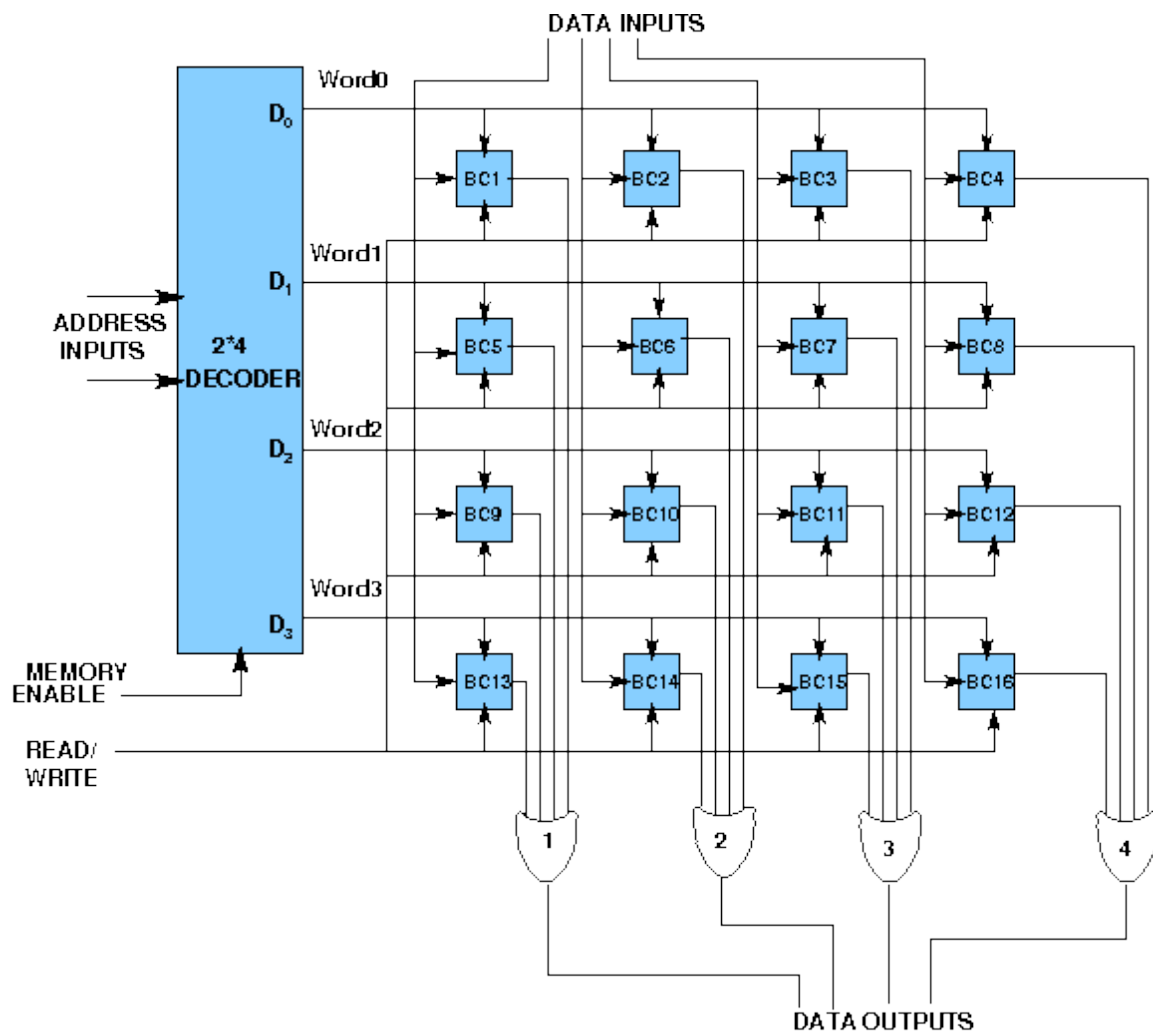 DATA INPUTS
Word0
D0
BC1 BC2 BC3 BC4
Word1
D1
ADDRESS
INPUTS
2*4
DECODER
BC5 BC6 BC7 BC8
Word2
D2
BC9 BC10 BC11 BC12
Word3
D3
MEMORY
ENABLE
BC13 BC14 BC15 BC16
READ/
WRITE
1 2 3 4
DATA OUTPUTS